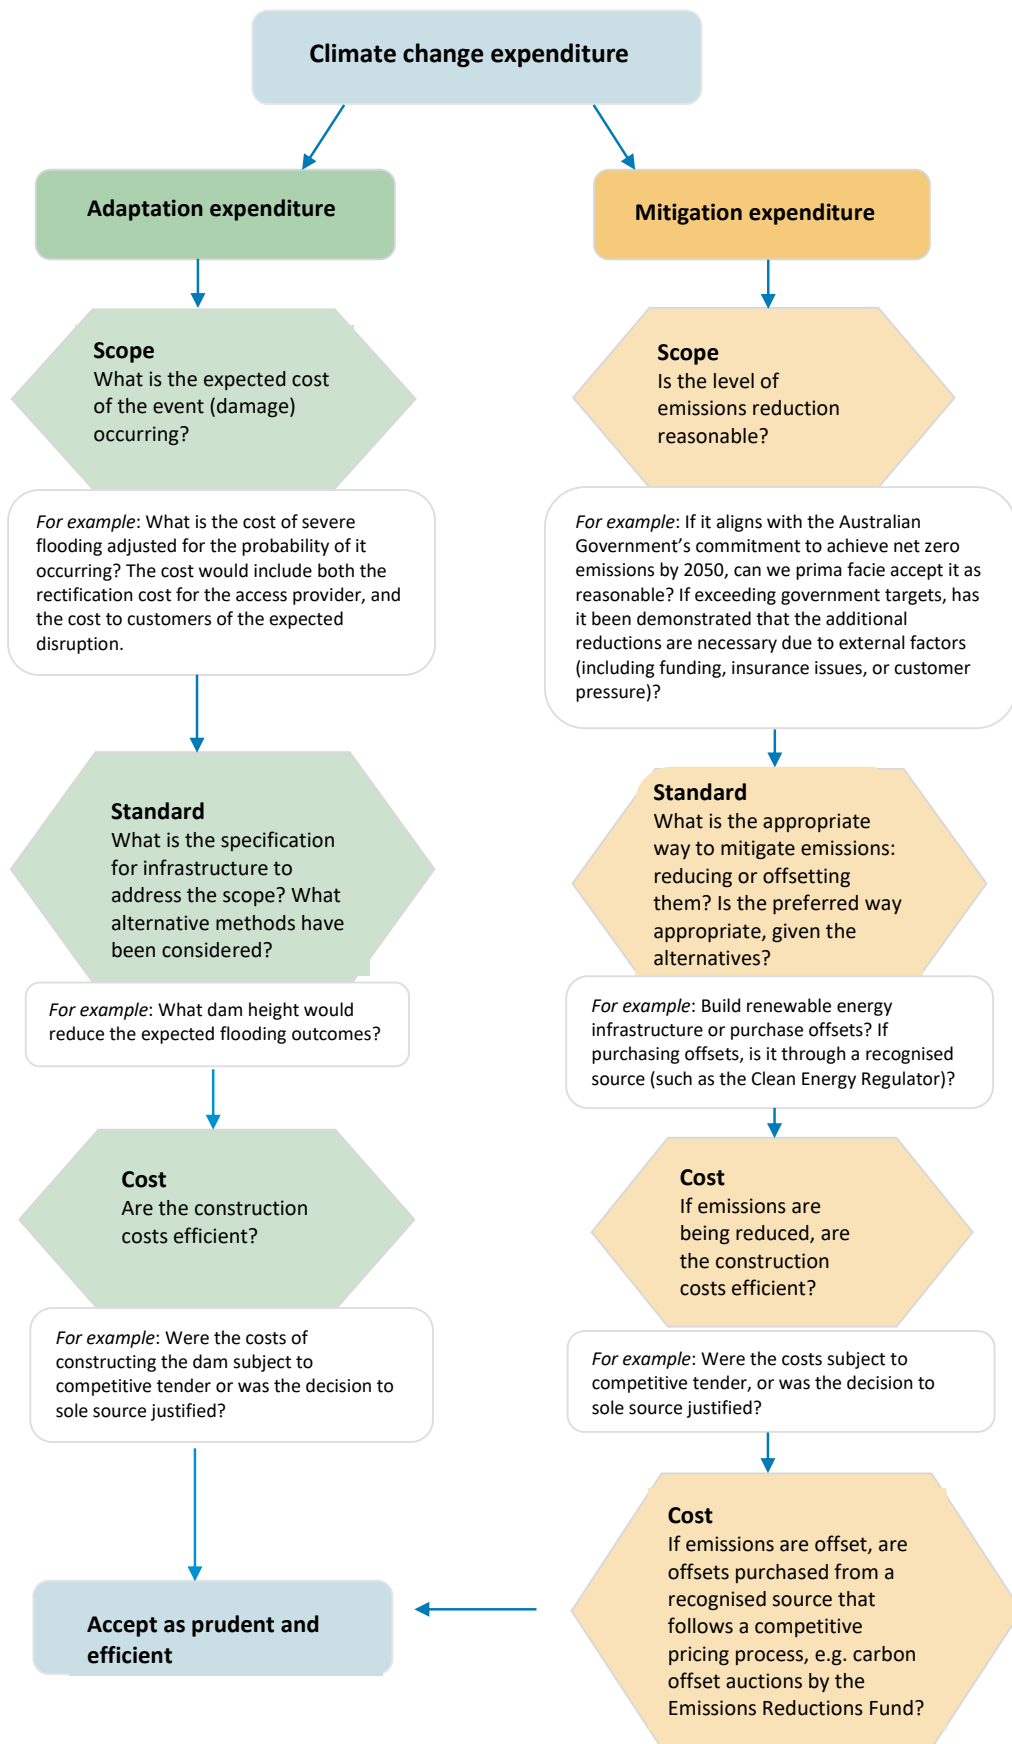 Climate change expenditure
Adaptation expenditure
Scope
What is the expected cost
of the event (damage)
occurring?
For example: What is the cost of severe
flooding adjusted for the probability of it
occurring? The cost would include both the
rectification cost for the access provider, and
the cost to customers of the expected
disruption.
Standard
What is the specification
for infrastructure to
address the scope? What
alternative methods have
been considered?
For example: What dam height would
reduce the expected flooding outcomes?
Cost
Are the construction
costs efficient?
For example: Were the costs of
constructing the dam subject to
competitive tender or was the decision to
sole source justified?
Mitigation expenditure
Scope
Is the level of
emissions reduction
reasonable?
For example: If it aligns with the Australian
Government’s commitment to achieve net zero
emissions by 2050, can we prima facie accept it as
reasonable? If exceeding government targets, has
it been demonstrated that the additional
reductions are necessary due to external factors
(including funding, insurance issues, or customer
pressure)?
Standard
What is the appropriate
way to mitigate emissions:
reducing or offsetting
them? Is the preferred way
appropriate, given the
alternatives?
For example: Build renewable energy
infrastructure or purchase offsets? If
purchasing offsets, is it through a recognised
source (such as the Clean Energy Regulator)?
Cost
If emissions are
being reduced, are
the construction
costs efficient?
For example: Were the costs subject to
competitive tender, or was the decision to
sole source justified?
Cost
If emissions are offset, are
offsets purchased from a
recognised source that
follows a competitive
pricing process, e.g. carbon
offset auctions by the
Emissions Reductions Fund?
Accept as prudent and
efficient